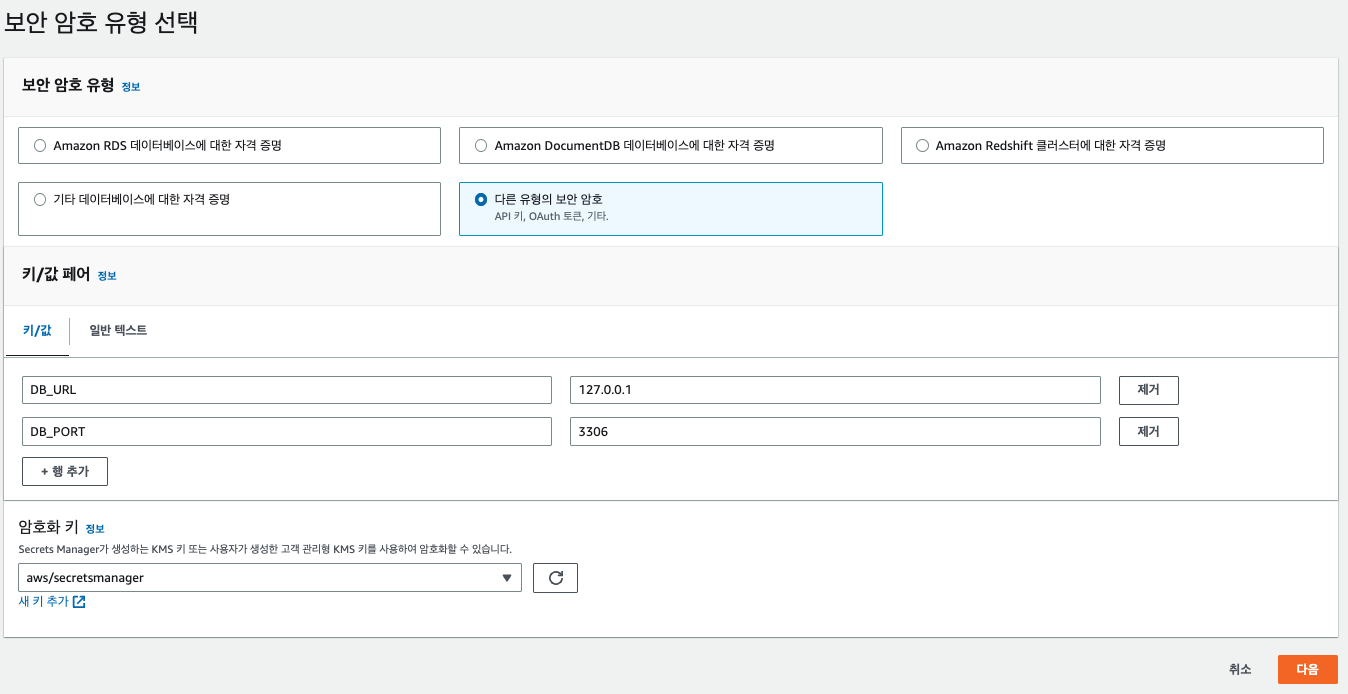 보안 암호 유형 선택
보안 암호 유형 정보
Amazon RDS 데이터베이스에 대한 자격 증명
Amazon DocumentDB 데이터베이스에 대한 자격 증명
Amazon Redshift 클러스터에 대한 자격 증명
기타 데이터베이스에 대한 자격 증명
다른 유형의 보안 암호
API 키, OAuth 토큰, 기타.
키/값 페어 정보
키/값 일반 텍스트
DB_URL 127.0.0.1 제거
DB_PORT 3306 제거
+ 행 추가
암호화 키 정보
Secrets Manager가 생성하는 KMS 키 또는 사용자가 생성한 고객 관리형 KMS 키를 사용하여 암호화할 수 있습니다.
aws/secretsmanager
새 키 추가
취소 다음